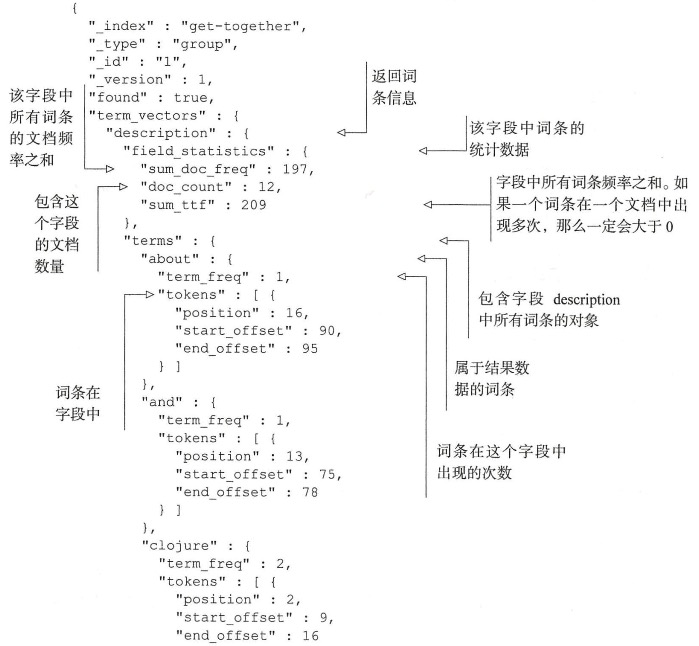 {
"_index" : "get-together",
"_type" : "group",
"_id" : "1",
"_version" : 1,
"found" : true,
"term_vectors" : {
"description" : {
"field_statistics" : {
"sum_doc_freq" : 197,
"doc_count" : 12,
"sum_ttf" : 209
},
"terms" : {
"about" : {
"term_freq" : 1,
"tokens" : [ {
"position" : 16,
"start_offset" : 90,
"end_offset" : 95
} ]
},
"and" : {
"term_freq" : 1,
"tokens" : [ {
"position" : 13,
"start_offset" : 75,
"end_offset" : 78
} ]
},
"clojure" : {
"term_freq" : 2,
"tokens" : [ {
"position" : 2,
"start_offset" : 9,
"end_offset" : 16
该字段中
所有词条
的文档频
率之和
包含这
个字段
的文档
数量
词条在
字段中
返回词
条信息
该字段中词条的
统计数据
字段中所有词条频率之和。如
果一个词条在一个文档中出
现多次，那么一定会大于 0
包含字段 description
中所有词条的对象
属于结果数
据的词条
词条在这个字段中
出现的次数